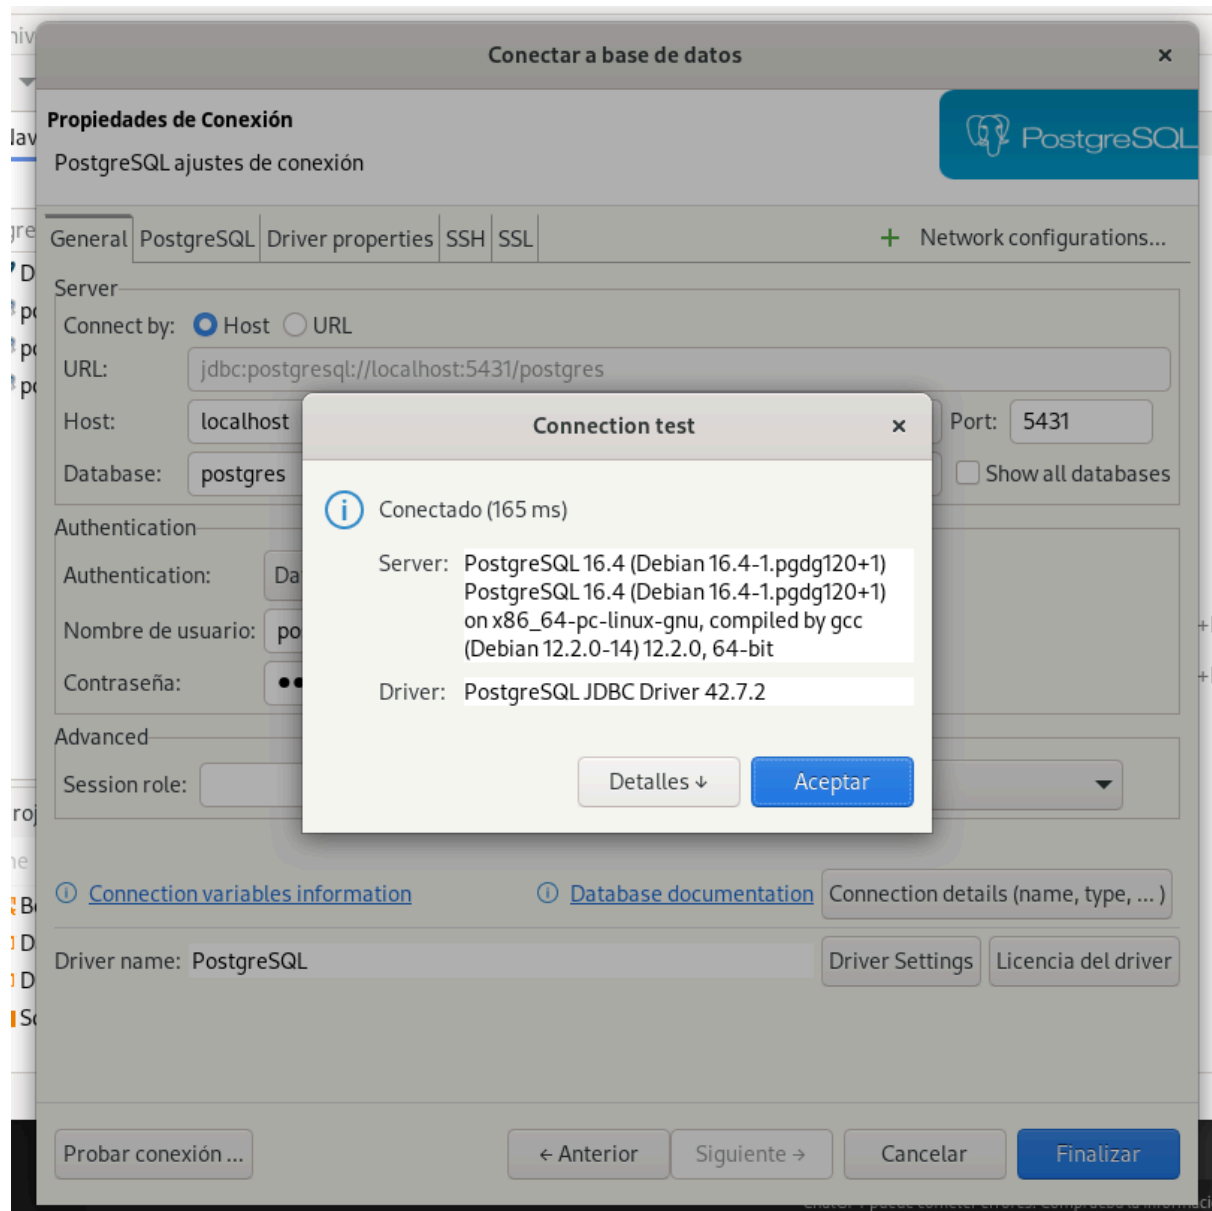 Conectar a base de datos ×
Propiedades de Conexión
PostgreSQL ajustes de conexión
PostgreSQL
General PostgreSQL Driver properties SSH SSL + Network configurations...
Server
Connect by: Host URL
URL: jdbc:postgresql://localhost:5431/postgres
Host: localhost Port: 5431
Database: postgres Show all databases
Connection test ×
Conectado (165 ms)
Server: PostgreSQL 16.4 (Debian 16.4-1.pgdg120+1)
PostgreSQL 16.4 (Debian 16.4-1.pgdg120+1)
on x86_64-pc-linux-gnu, compiled by gcc
(Debian 12.2.0-14) 12.2.0, 64-bit
Driver: PostgreSQL JDBC Driver 42.7.2
Detalles ↓ Aceptar
Authentication
Authentication: Da
Nombre de usuario: po
Contraseña: ••
Advanced
Session role:
Connection variables information Database documentation Connection details (name, type, ... )
Driver name: PostgreSQL Driver Settings Licencia del driver
Probar conexión ... ← Anterior Siguiente → Cancelar Finalizar